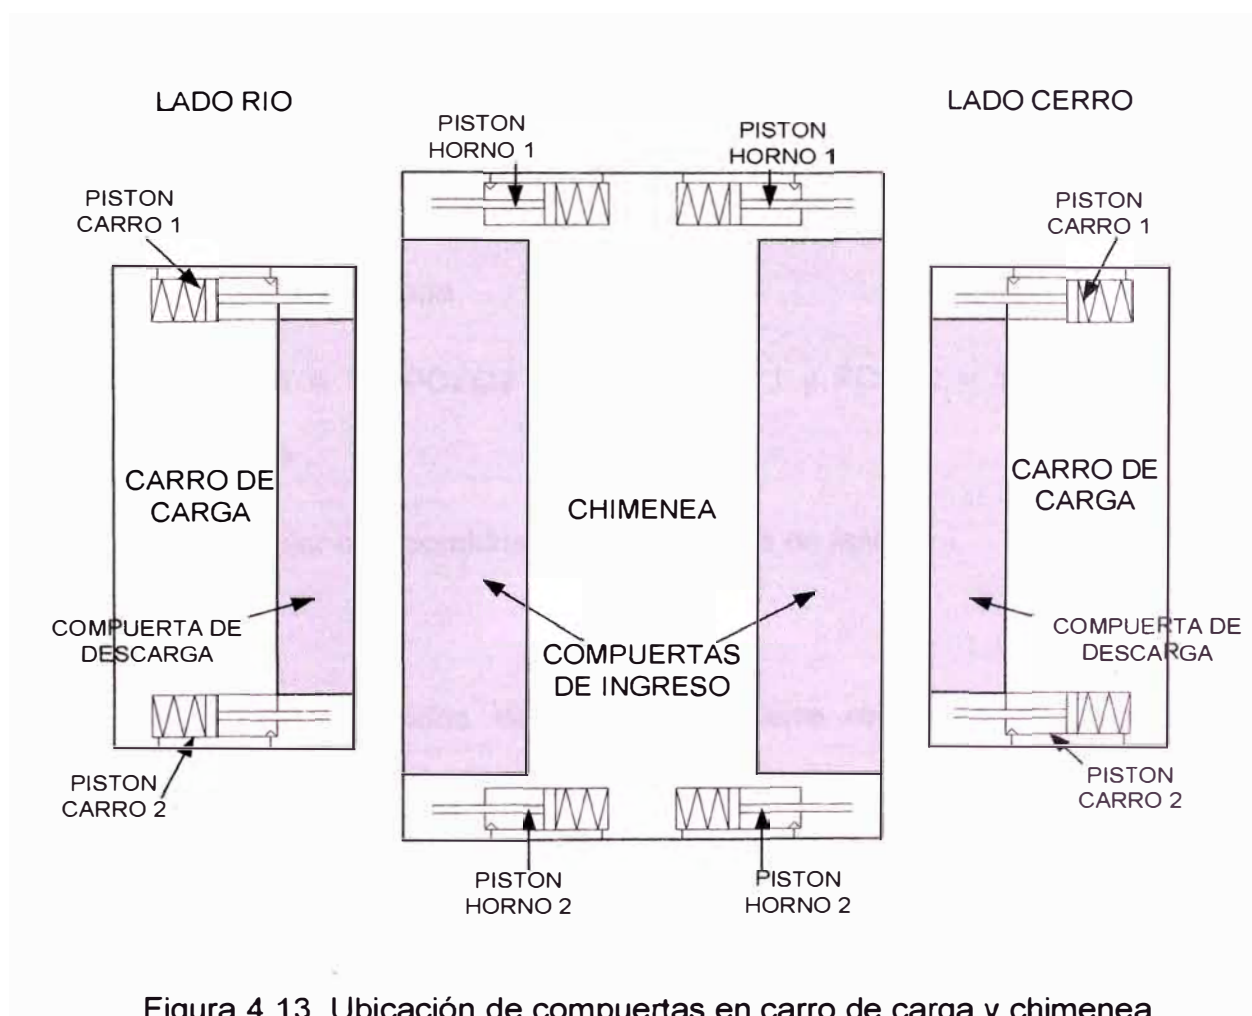 LADO RIO
LADO CERRO
PISTON
HORNO 1
PISTON
HORNO 1
PISTON
CARRO 1
PISTON
CARRO 1
CARRO DE
CARGA
CHIMENEA
CARRO DE
CARGA
COMPUERTA DE
DESCARGA
COMPUERTAS
DE INGRESO
COMPUERTA DE
DESCARGA
PISTON
CARRO 2
PISTON
CARRO 2
PISTON
HORNO 2
PISTON
HORNO 2
Figura 4.13 Ubicación de compuertas en carro de carga y chimenea